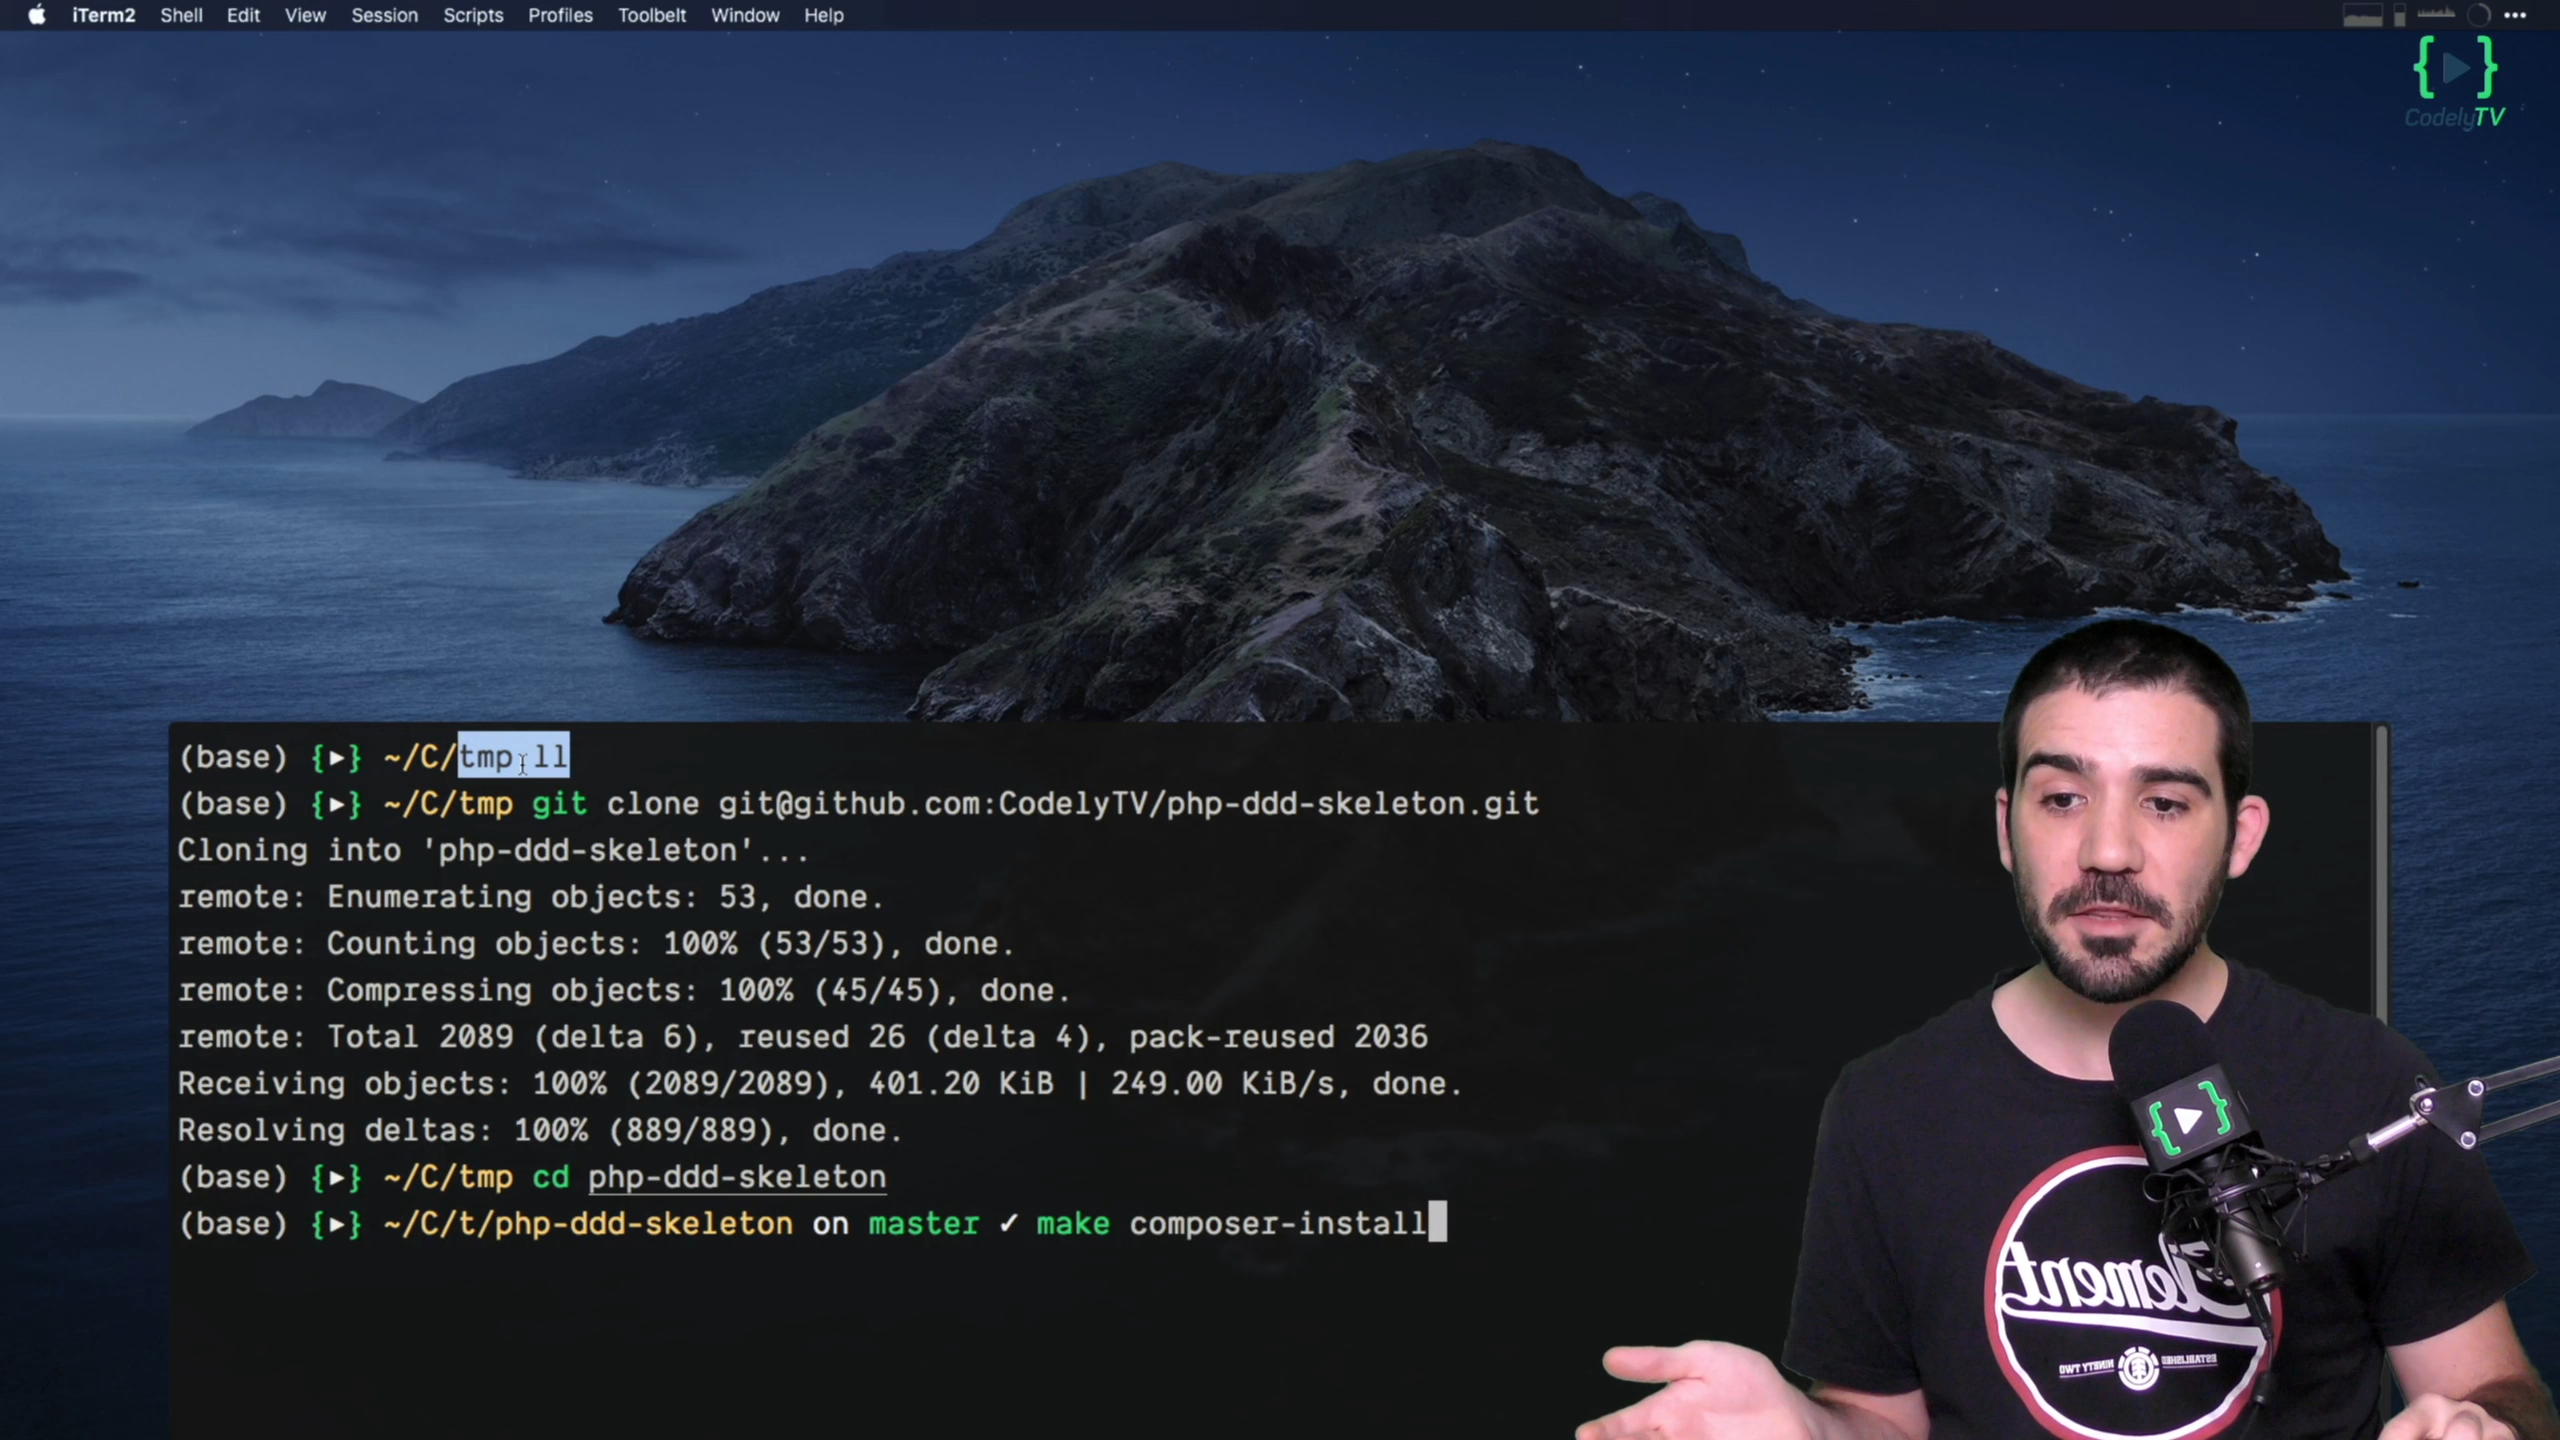 iTerm2 Shell Edit View Session Scripts Profiles Toolbelt Window Help
CodelyTV
(base) {▶} ~/C/tmp ll
(base) {▶} ~/C/tmp git clone git@github.com:CodelyTV/php-ddd-skeleton.git
Cloning into 'php-ddd-skeleton'...
remote: Enumerating objects: 53, done.
remote: Counting objects: 100% (53/53), done.
remote: Compressing objects: 100% (45/45), done.
remote: Total 2089 (delta 6), reused 26 (delta 4), pack-reused 2036
Receiving objects: 100% (2089/2089), 401.20 KiB | 249.00 KiB/s, done.
Resolving deltas: 100% (889/889), done.
(base) {▶} ~/C/tmp cd php-ddd-skeleton
(base) {▶} ~/C/t/php-ddd-skeleton on master ✓ make composer-install
Element
ESTABLISHED NINETY TWO